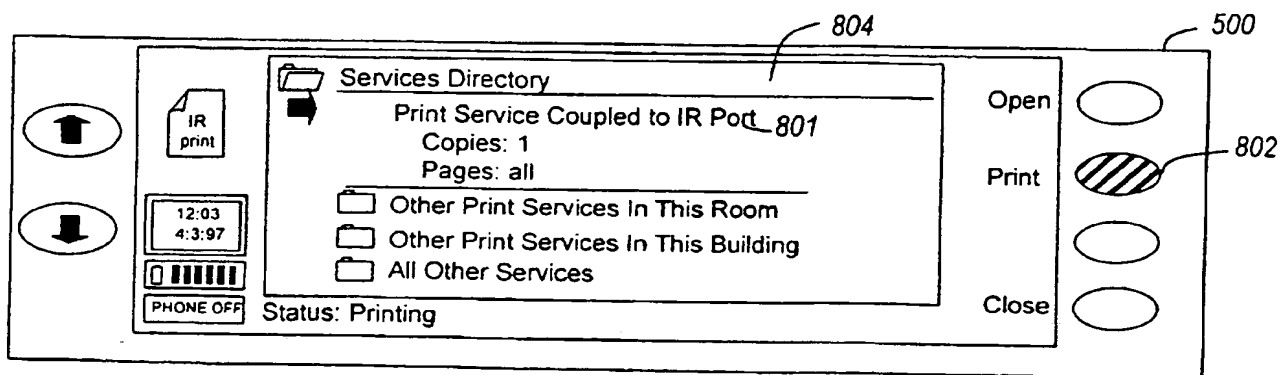 804
500
Services Directory
Print Service Coupled to IR Port
801
Copies: 1
Pages: all
Other Print Services In This Room
Other Print Services In This Building
All Other Services
IR
print
12:03
4:3:97
PHONE OFF
Status: Printing
Open
Print
802
Close